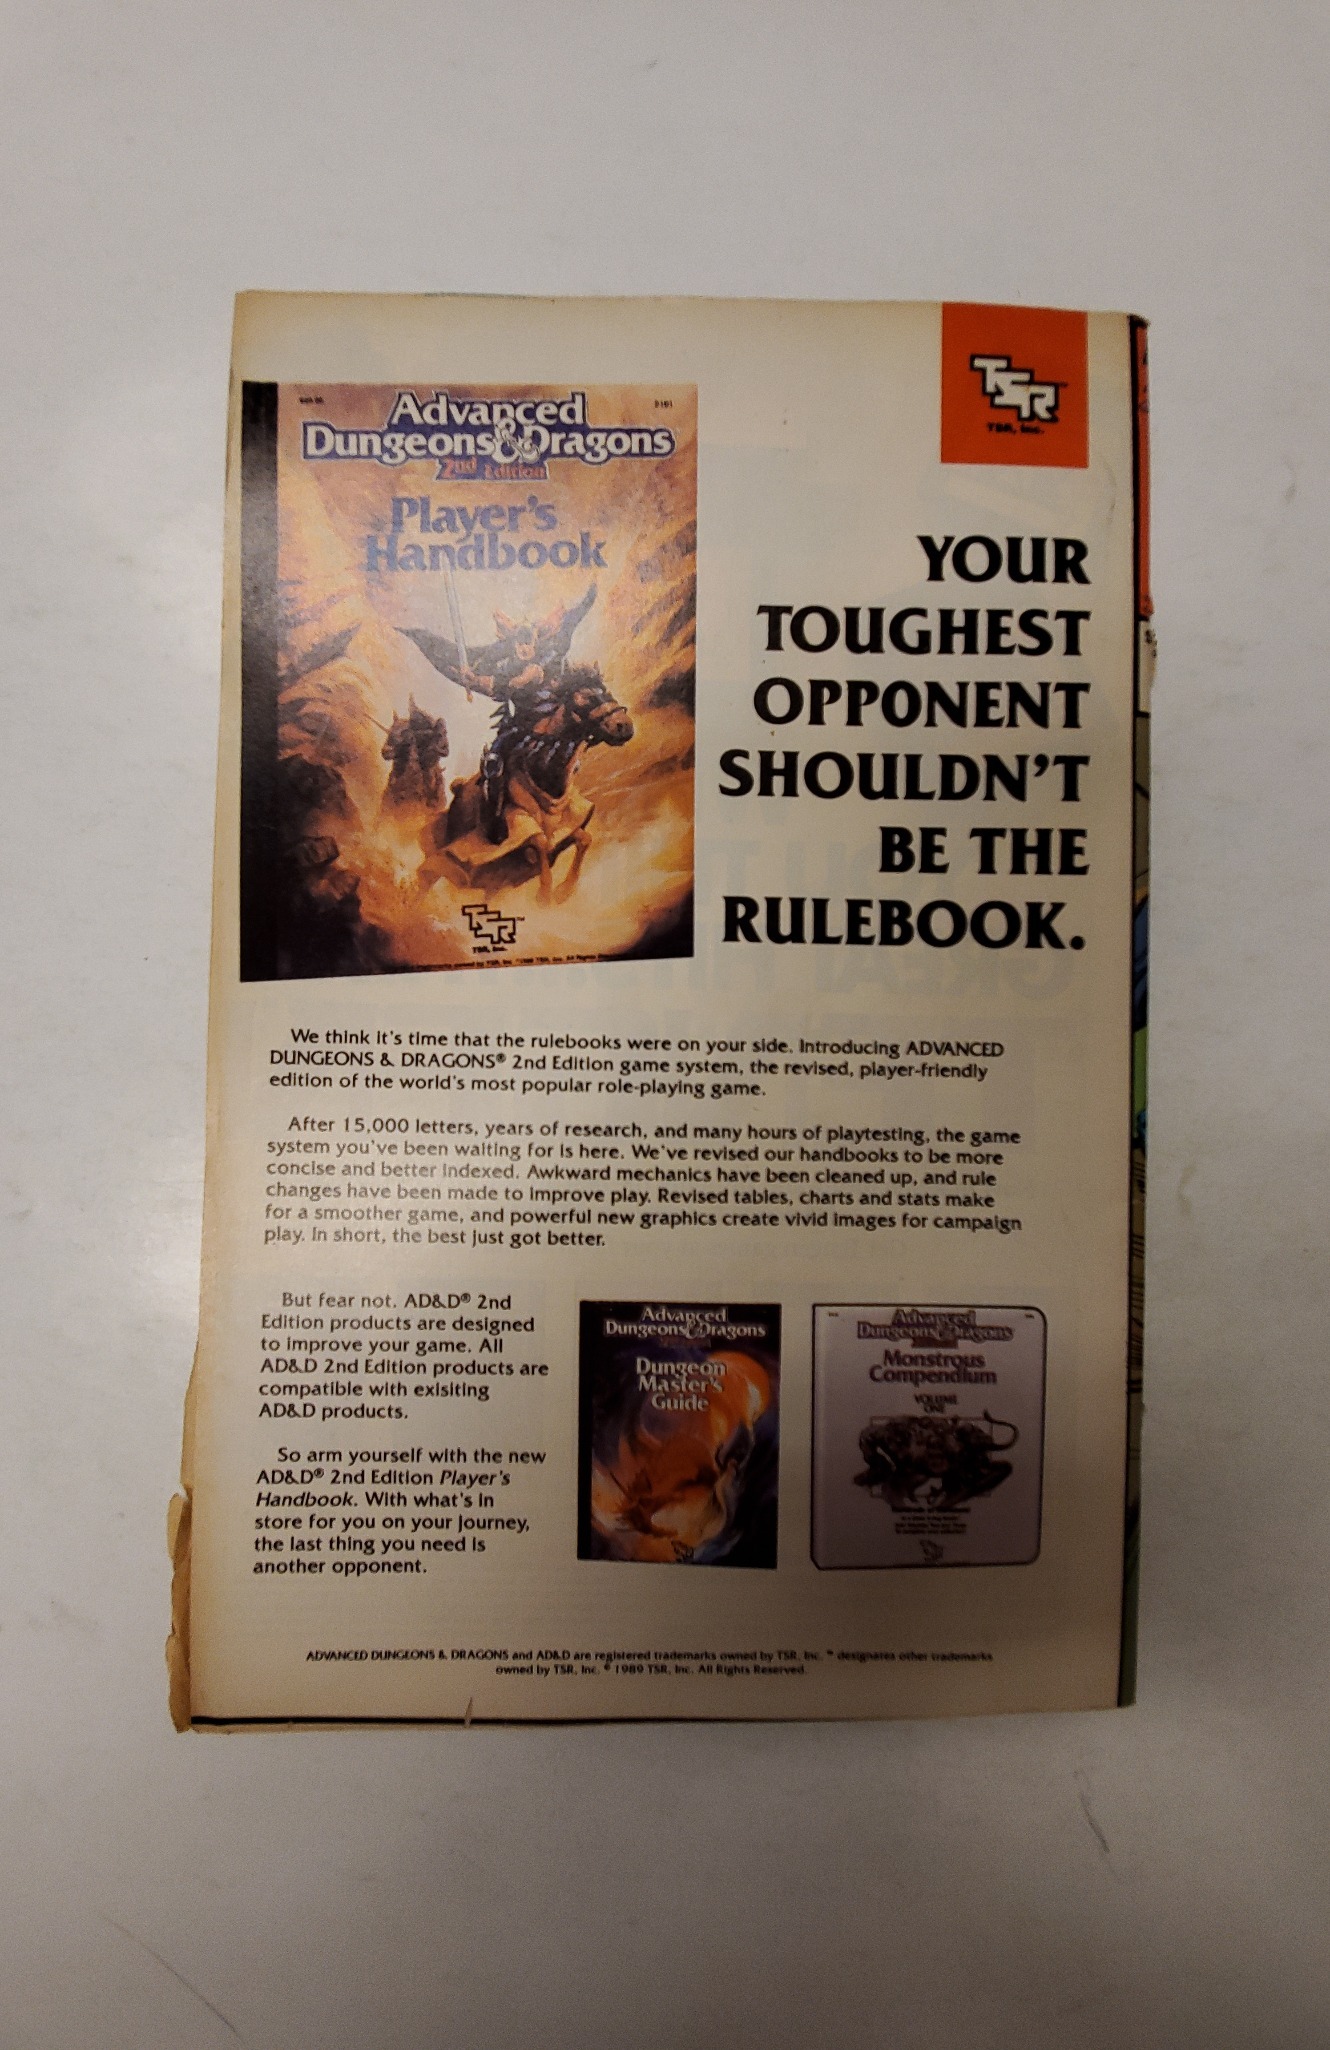 TSR
TSR, Inc.
Advanced
Dungeons & Dragons
2nd Edition
Player's
Handbook
TSR
TSR, Inc.
YOUR
TOUGHEST
OPPONENT
SHOULDN'T
BE THE
RULEBOOK.
We think it's time that the rulebooks were on your side. Introducing ADVANCED
DUNGEONS & DRAGONS® 2nd Edition game system, the revised, player-friendly
edition of the world's most popular role-playing game.
After 15,000 letters, years of research, and many hours of playtesting, the game
system you've been waiting for is here. We've revised our handbooks to be more
concise and better indexed. Awkward mechanics have been cleaned up, and rule
changes have been made to improve play. Revised tables, charts and stats make
for a smoother game, and powerful new graphics create vivid images for campaign
play. In short, the best just got better.
But fear not. AD&D® 2nd
Edition products are designed
to improve your game. All
AD&D 2nd Edition products are
compatible with exisiting
AD&D products.
So arm yourself with the new
AD&D® 2nd Edition Player's
Handbook. With what's in
store for you on your journey,
the last thing you need is
another opponent.
Advanced
Dungeons & Dragons
Dungeon
Master's
Guide
Advanced
Dungeons & Dragons
Monstrous
Compendium
VOLUME
ONE
ADVANCED DUNGEONS & DRAGONS and AD&D are registered trademarks owned by TSR, Inc. ™ designates other trademarks
owned by TSR, Inc. © 1989 TSR, Inc. All Rights Reserved.